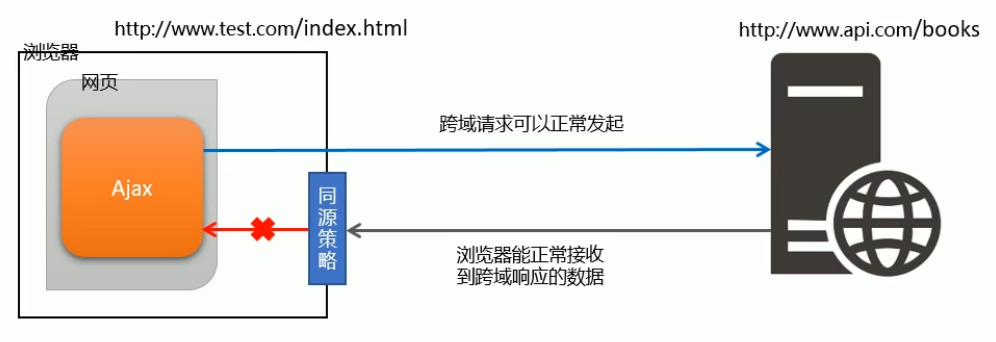 http://www.test.com/index.html
http://www.api.com/books
浏览器
网页
跨域请求可以正常发起
Ajax
同
源
策
略
浏览器能正常接收
到跨域响应的数据